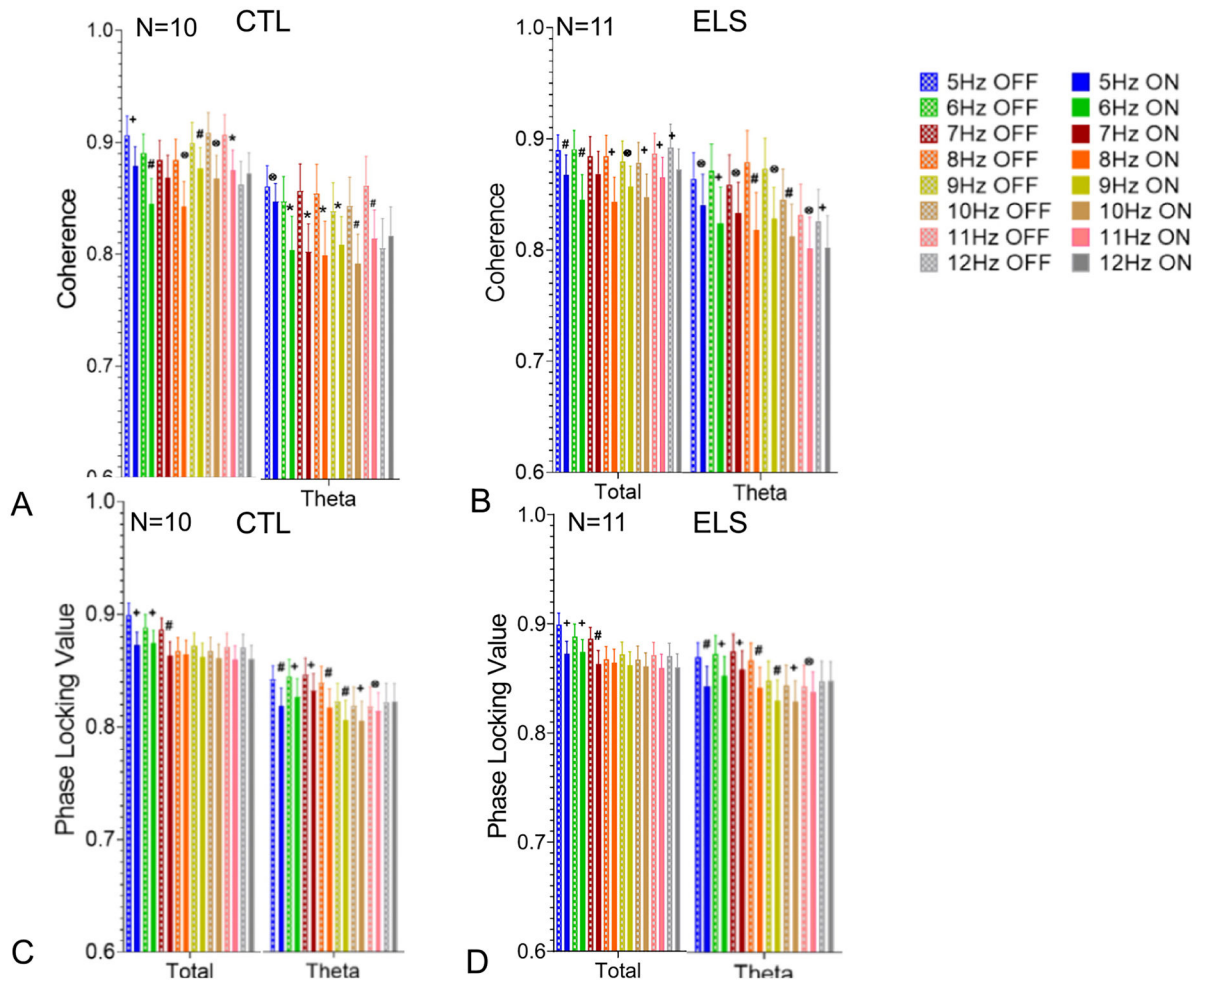 N=10 CTL
1.0
0.9
0.8
0.7
0.6
Coherence
+ # ⊗ # ⊗ *
⊗ * * * * # #
Theta
A
N=11 ELS
1.0
0.9
0.8
0.7
0.6
Coherence
# # + ⊗ + + +
⊗ + ⊗ # ⊗ # ⊗ +
Total Theta
B
5Hz OFF 5Hz ON
6Hz OFF 6Hz ON
7Hz OFF 7Hz ON
8Hz OFF 8Hz ON
9Hz OFF 9Hz ON
10Hz OFF 10Hz ON
11Hz OFF 11Hz ON
12Hz OFF 12Hz ON
N=10 CTL
1.0
0.9
0.8
0.7
0.6
Phase Locking Value
+ + #
# + + # # + ⊗
Total Theta
C
N=11 ELS
1.0
0.9
0.8
0.7
0.6
Phase Locking Value
+ + #
# + + # # + ⊗
Total Theta
D